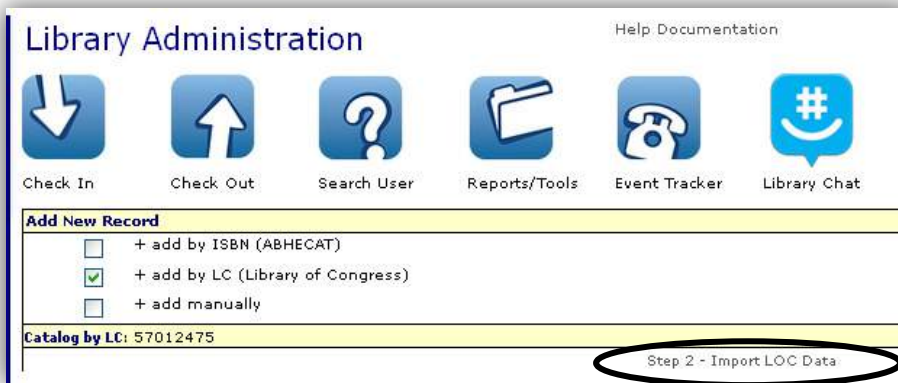 Library Administration
Help Documentation
#
Check In
Check Out
Search User
Reports/Tools
Event Tracker
Library Chat
Add New Record
+ add by ISBN (ABHECAT)
+ add by LC (Library of Congress)
+ add manually
Catalog by LC: 57012475
Step 2 - Import LOC Data